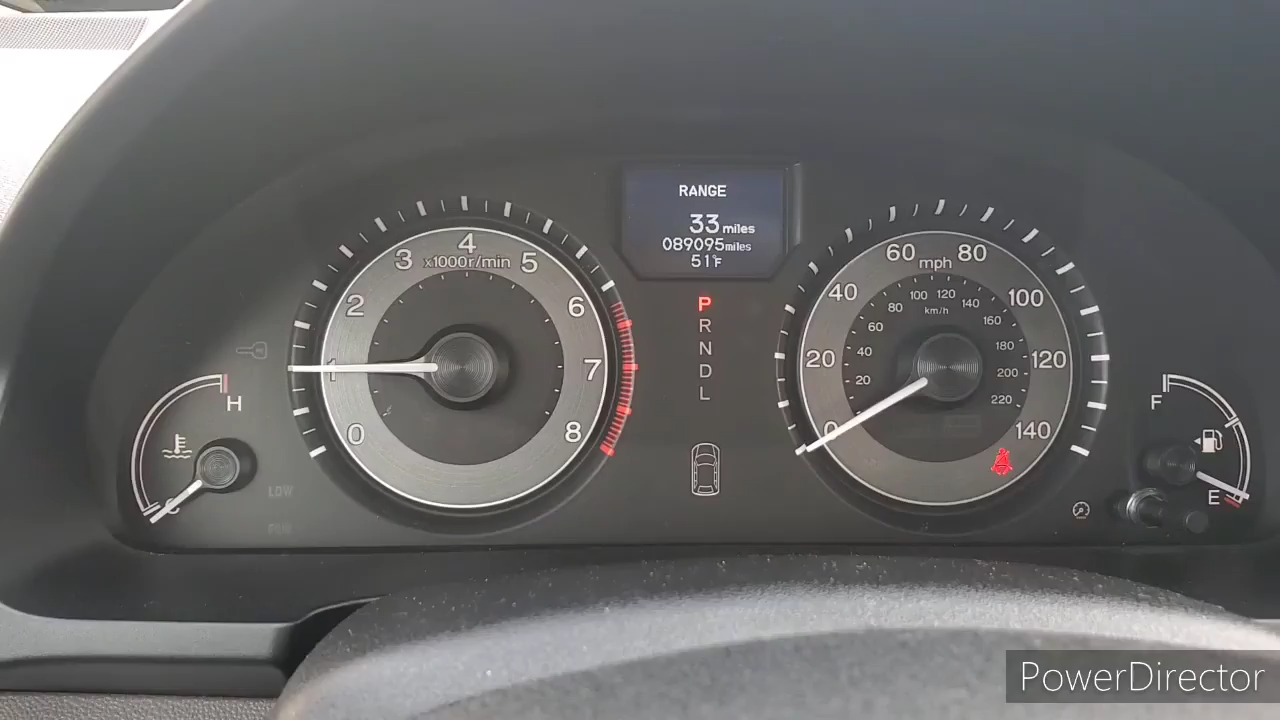 RANGE
33 miles
089095 miles
51°F
P
R
N
D
L
0
1
2
3
4
5
6
7
8
x1000r/min
0
20
40
60
80
100
120
140
mph
20
40
60
80
100
120
140
160
180
200
220
km/h
H
C
LOW
F
E
PowerDirector